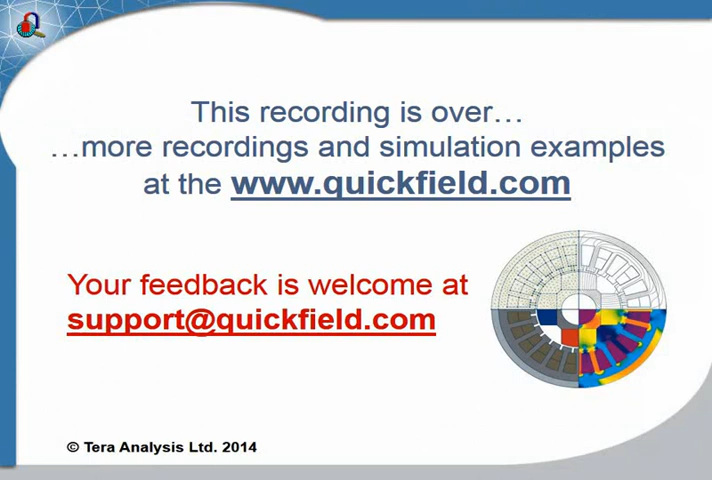 This recording is over…
…more recordings and simulation examples
at the www.quickfield.com
Your feedback is welcome at
support@quickfield.com
© Tera Analysis Ltd. 2014